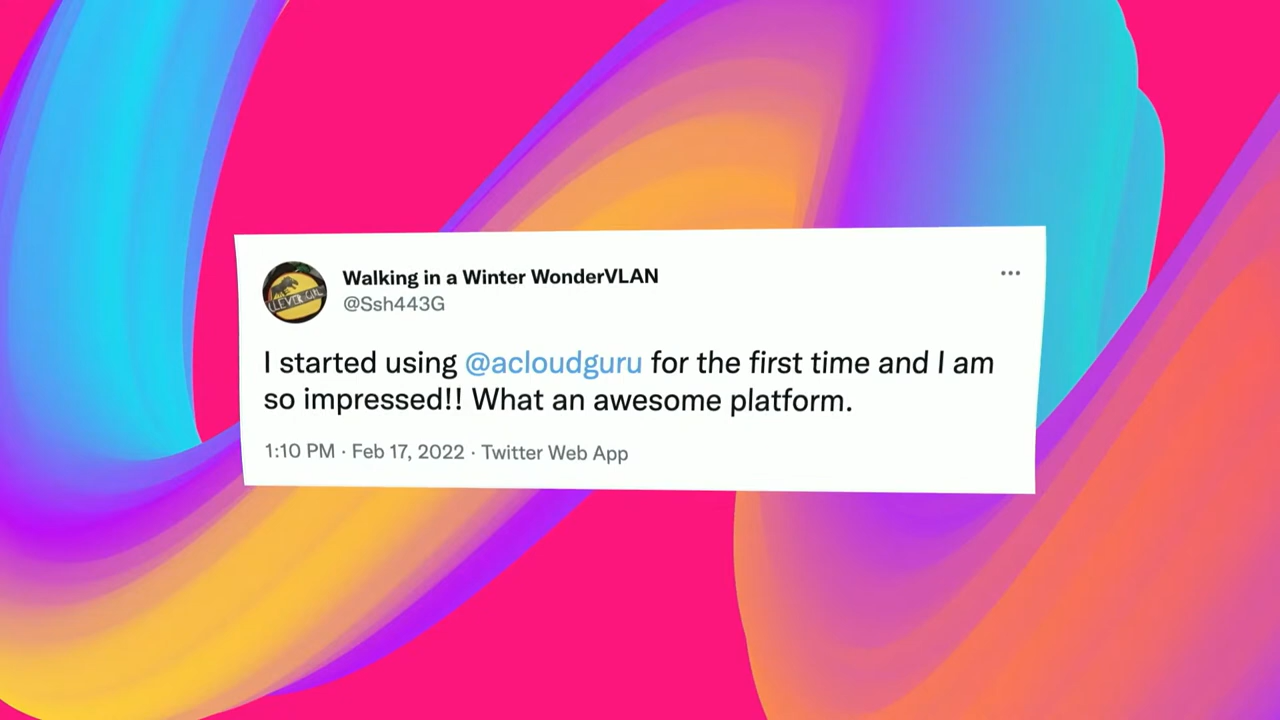 Walking in a Winter WonderVLAN
@Ssh443G
I started using @acloudguru for the first time and I am
so impressed!! What an awesome platform.
1:10 PM · Feb 17, 2022 · Twitter Web App